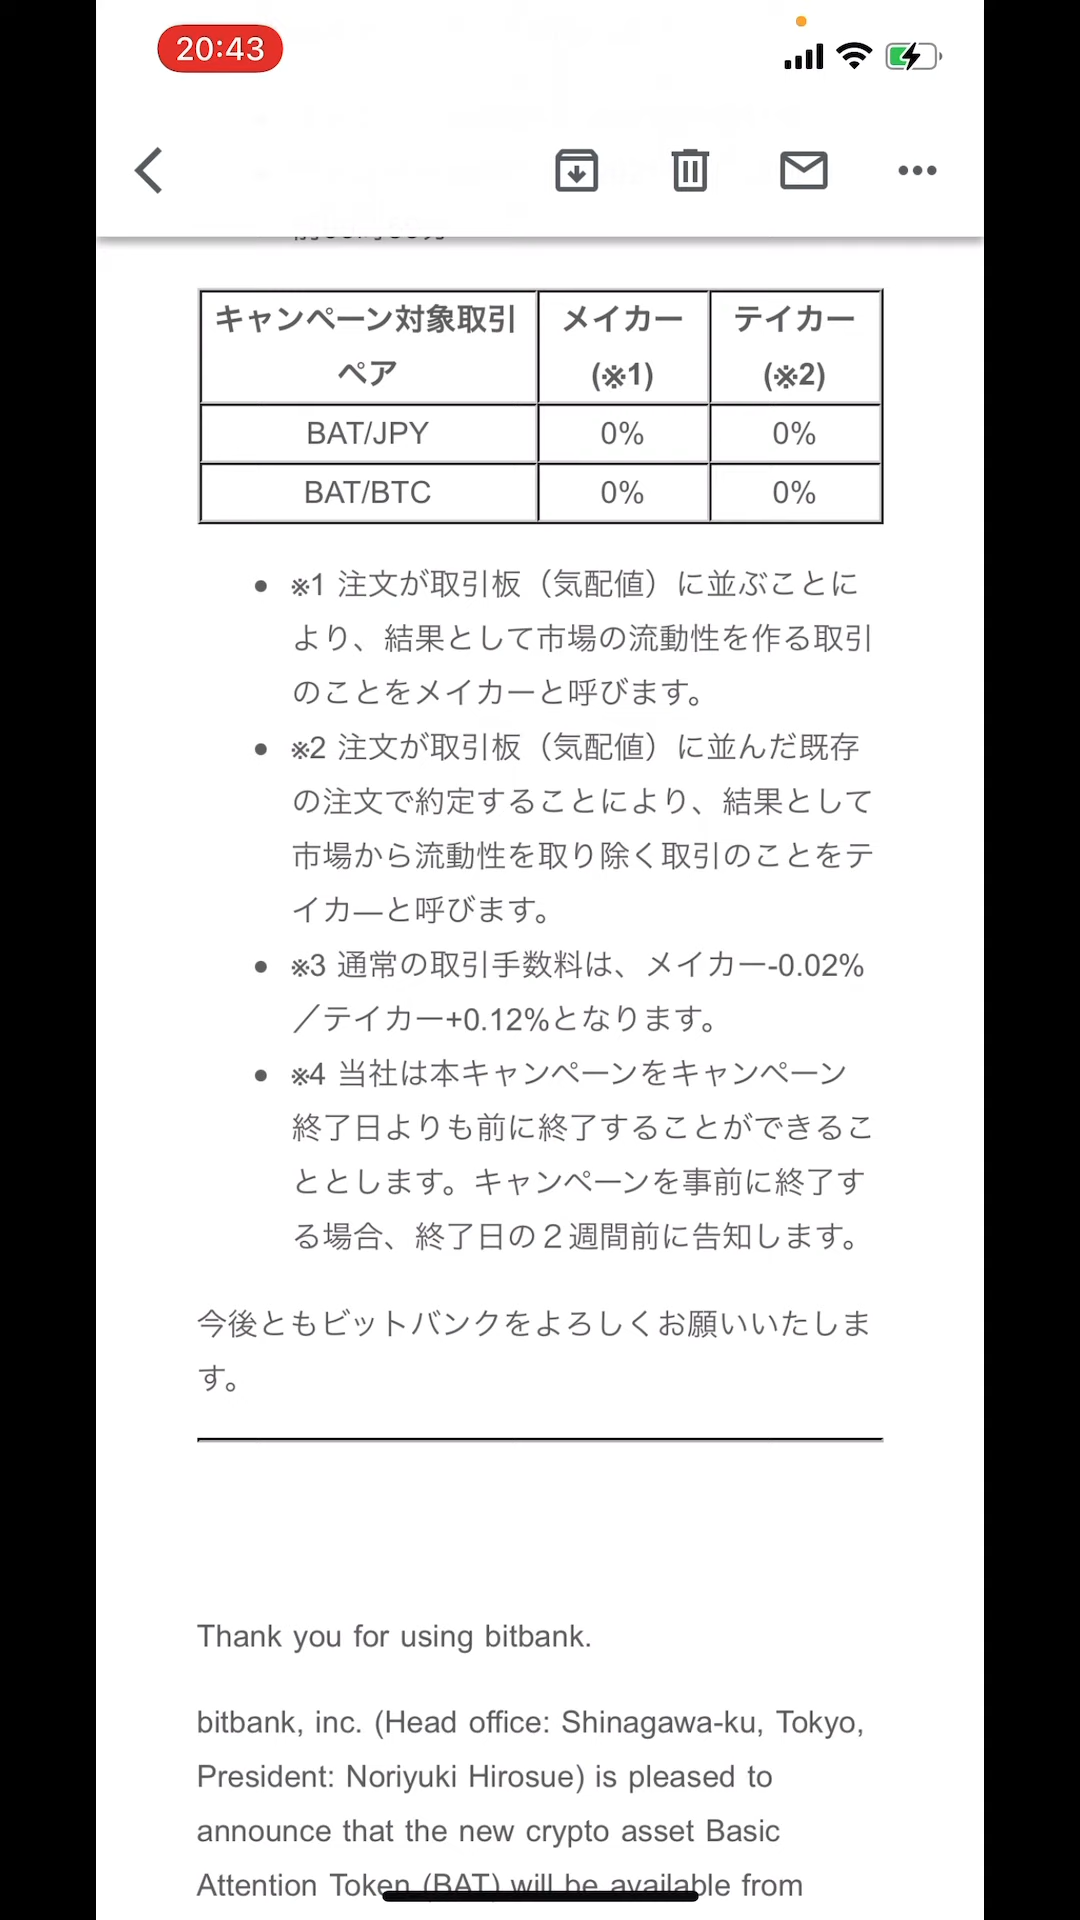 20:43
キャンペーン対象取引
ペア
メイカー
(※1)
テイカー
(※2)
BAT/JPY 0% 0%
BAT/BTC 0% 0%
※1 注文が取引板（気配値）に並ぶことに
より、結果として市場の流動性を作る取引
のことをメイカーと呼びます。
※2 注文が取引板（気配値）に並んだ既存
の注文で約定することにより、結果として
市場から流動性を取り除く取引のことをテ
イカ―と呼びます。
※3 通常の取引手数料は、メイカー-0.02%
／テイカー+0.12%となります。
※4 当社は本キャンペーンをキャンペーン
終了日よりも前に終了することができるこ
ととします。キャンペーンを事前に終了す
る場合、終了日の２週間前に告知します。
今後ともビットバンクをよろしくお願いいたしま
す。
Thank you for using bitbank.
bitbank, inc. (Head office: Shinagawa-ku, Tokyo,
President: Noriyuki Hirosue) is pleased to
announce that the new crypto asset Basic
Attention Token (BAT) will be available from